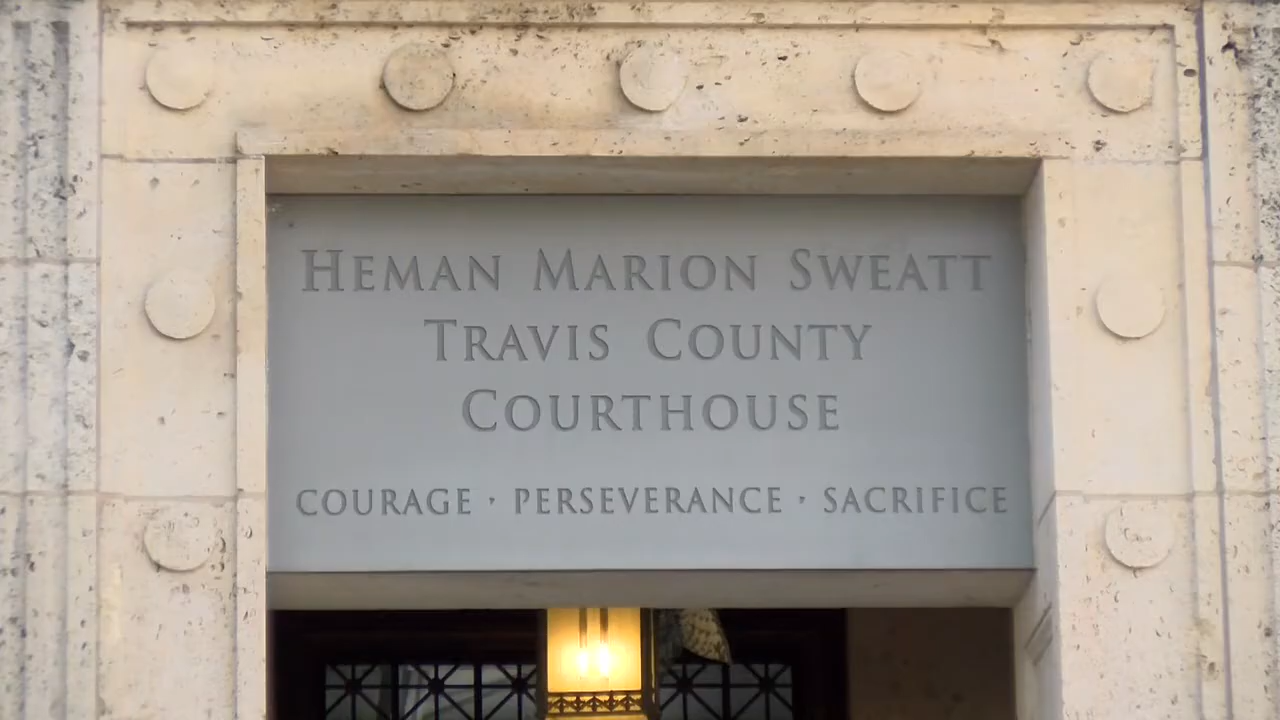 HEMAN MARION SWEATT
TRAVIS COUNTY
COURTHOUSE
COURAGE · PERSEVERANCE · SACRIFICE